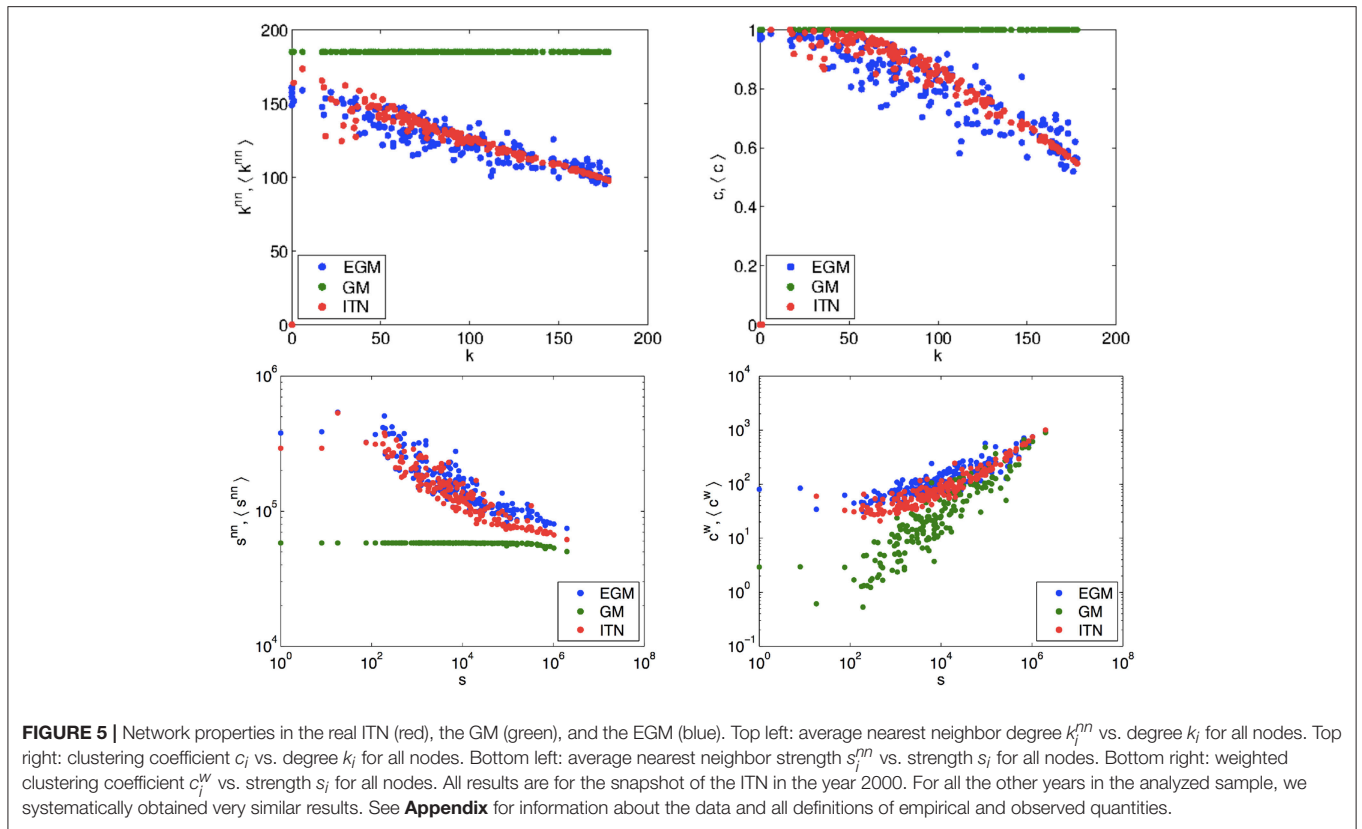 200
150
100
50
0
k^nn, ⟨ k^nn ⟩
EGM
GM
ITN
0 50 100 150 200
k
1
0.8
0.6
0.4
0.2
0
c, ⟨ c ⟩
EGM
GM
ITN
0 50 100 150 200
k
10^6
10^5
10^4
s^nn, ⟨ s^nn ⟩
EGM
GM
ITN
10^0 10^2 10^4 10^6 10^8
s
10^4
10^3
10^2
10^1
10^0
10^−1
c^w, ⟨ c^w ⟩
EGM
GM
ITN
10^0 10^2 10^4 10^6 10^8
s
FIGURE 5 | Network properties in the real ITN (red), the GM (green), and the EGM (blue). Top left: average nearest neighbor degree k_i^nn vs. degree k_i for all nodes. Top
right: clustering coefficient c_i vs. degree k_i for all nodes. Bottom left: average nearest neighbor strength s_i^nn vs. strength s_i for all nodes. Bottom right: weighted
clustering coefficient c_i^w vs. strength s_i for all nodes. All results are for the snapshot of the ITN in the year 2000. For all the other years in the analyzed sample, we
systematically obtained very similar results. See Appendix for information about the data and all definitions of empirical and observed quantities.